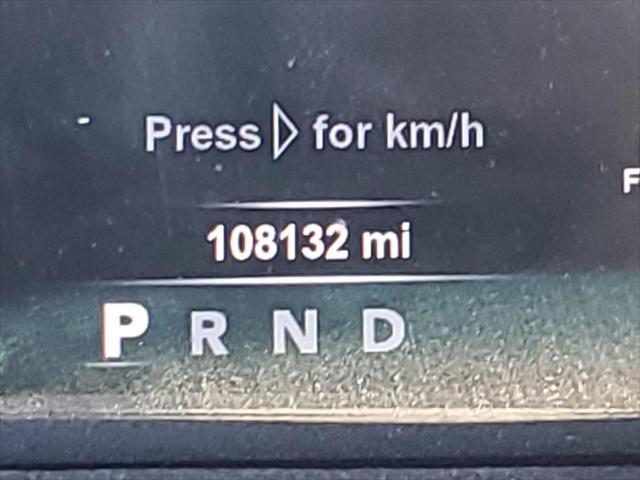 Press ▷ for km/h
F
108132 mi
P R N D